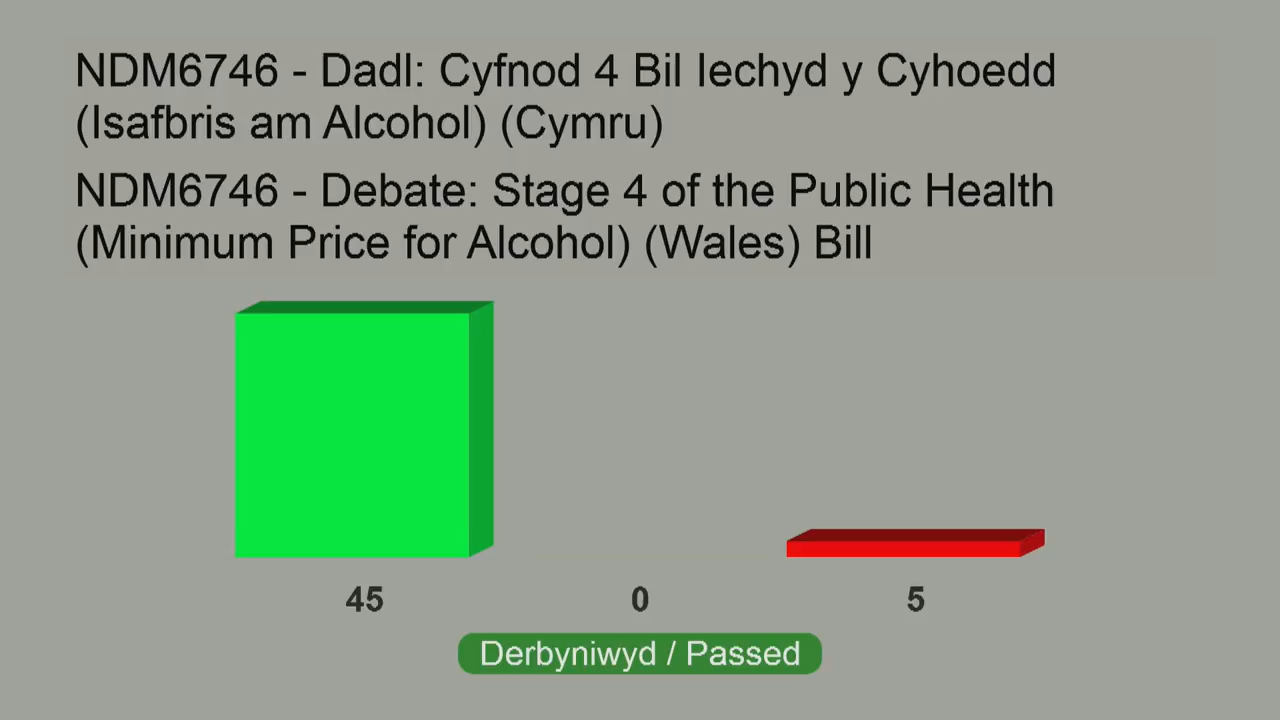 NDM6746 - Dadl: Cyfnod 4 Bil Iechyd y Cyhoedd
(Isafbris am Alcohol) (Cymru)
NDM6746 - Debate: Stage 4 of the Public Health
(Minimum Price for Alcohol) (Wales) Bill
45 0 5
Derbyniwyd / Passed